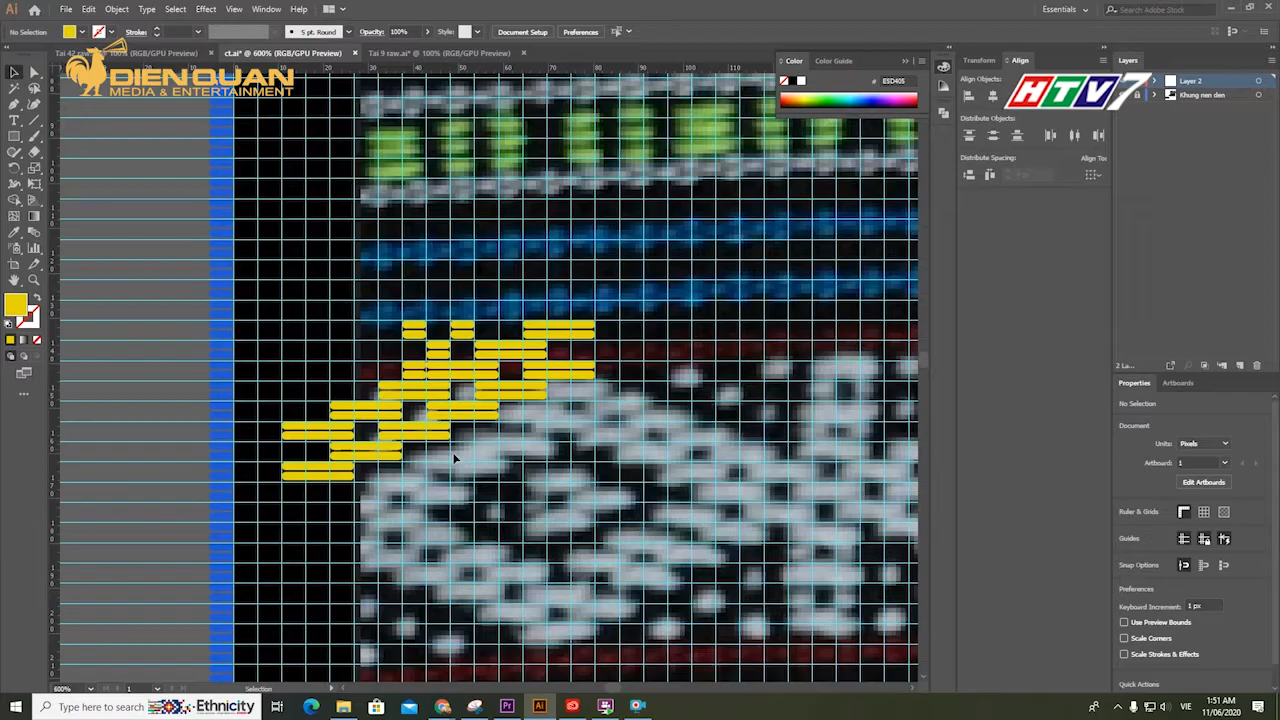 Ai File Edit Object Type Select Effect View Window Help
Essentials
Search Adobe Stock
No Selection Stroke: 5 pt. Round Opacity: 100% Style: Document Setup Preferences
ct.ai* @ 600% (RGB/GPU Preview) ×
Tai 9 raw.ai* @ 100% (RGB/GPU Preview) ×
DIEN QUAN
MEDIA & ENTERTAINMENT
HTV7
Color Color Guide
# E5D405
Transform Align
Align Objects:
Distribute Objects:
Distribute Spacing:
Align To:
Layers
Layer 2
Khung nen den
2 La...
Properties Artboards
No Selection
Document
Units: Pixels
Artboard: 1
Edit Artboards
Ruler & Grids
Guides
Snap Options
Preferences
Keyboard Increment: 1 px
Use Preview Bounds
Scale Corners
Scale Strokes & Effects
Quick Actions
600% 1 Selection
Type here to search
Ethnicity
Pr Ai
VIE
1:51 AM
11/06/2020